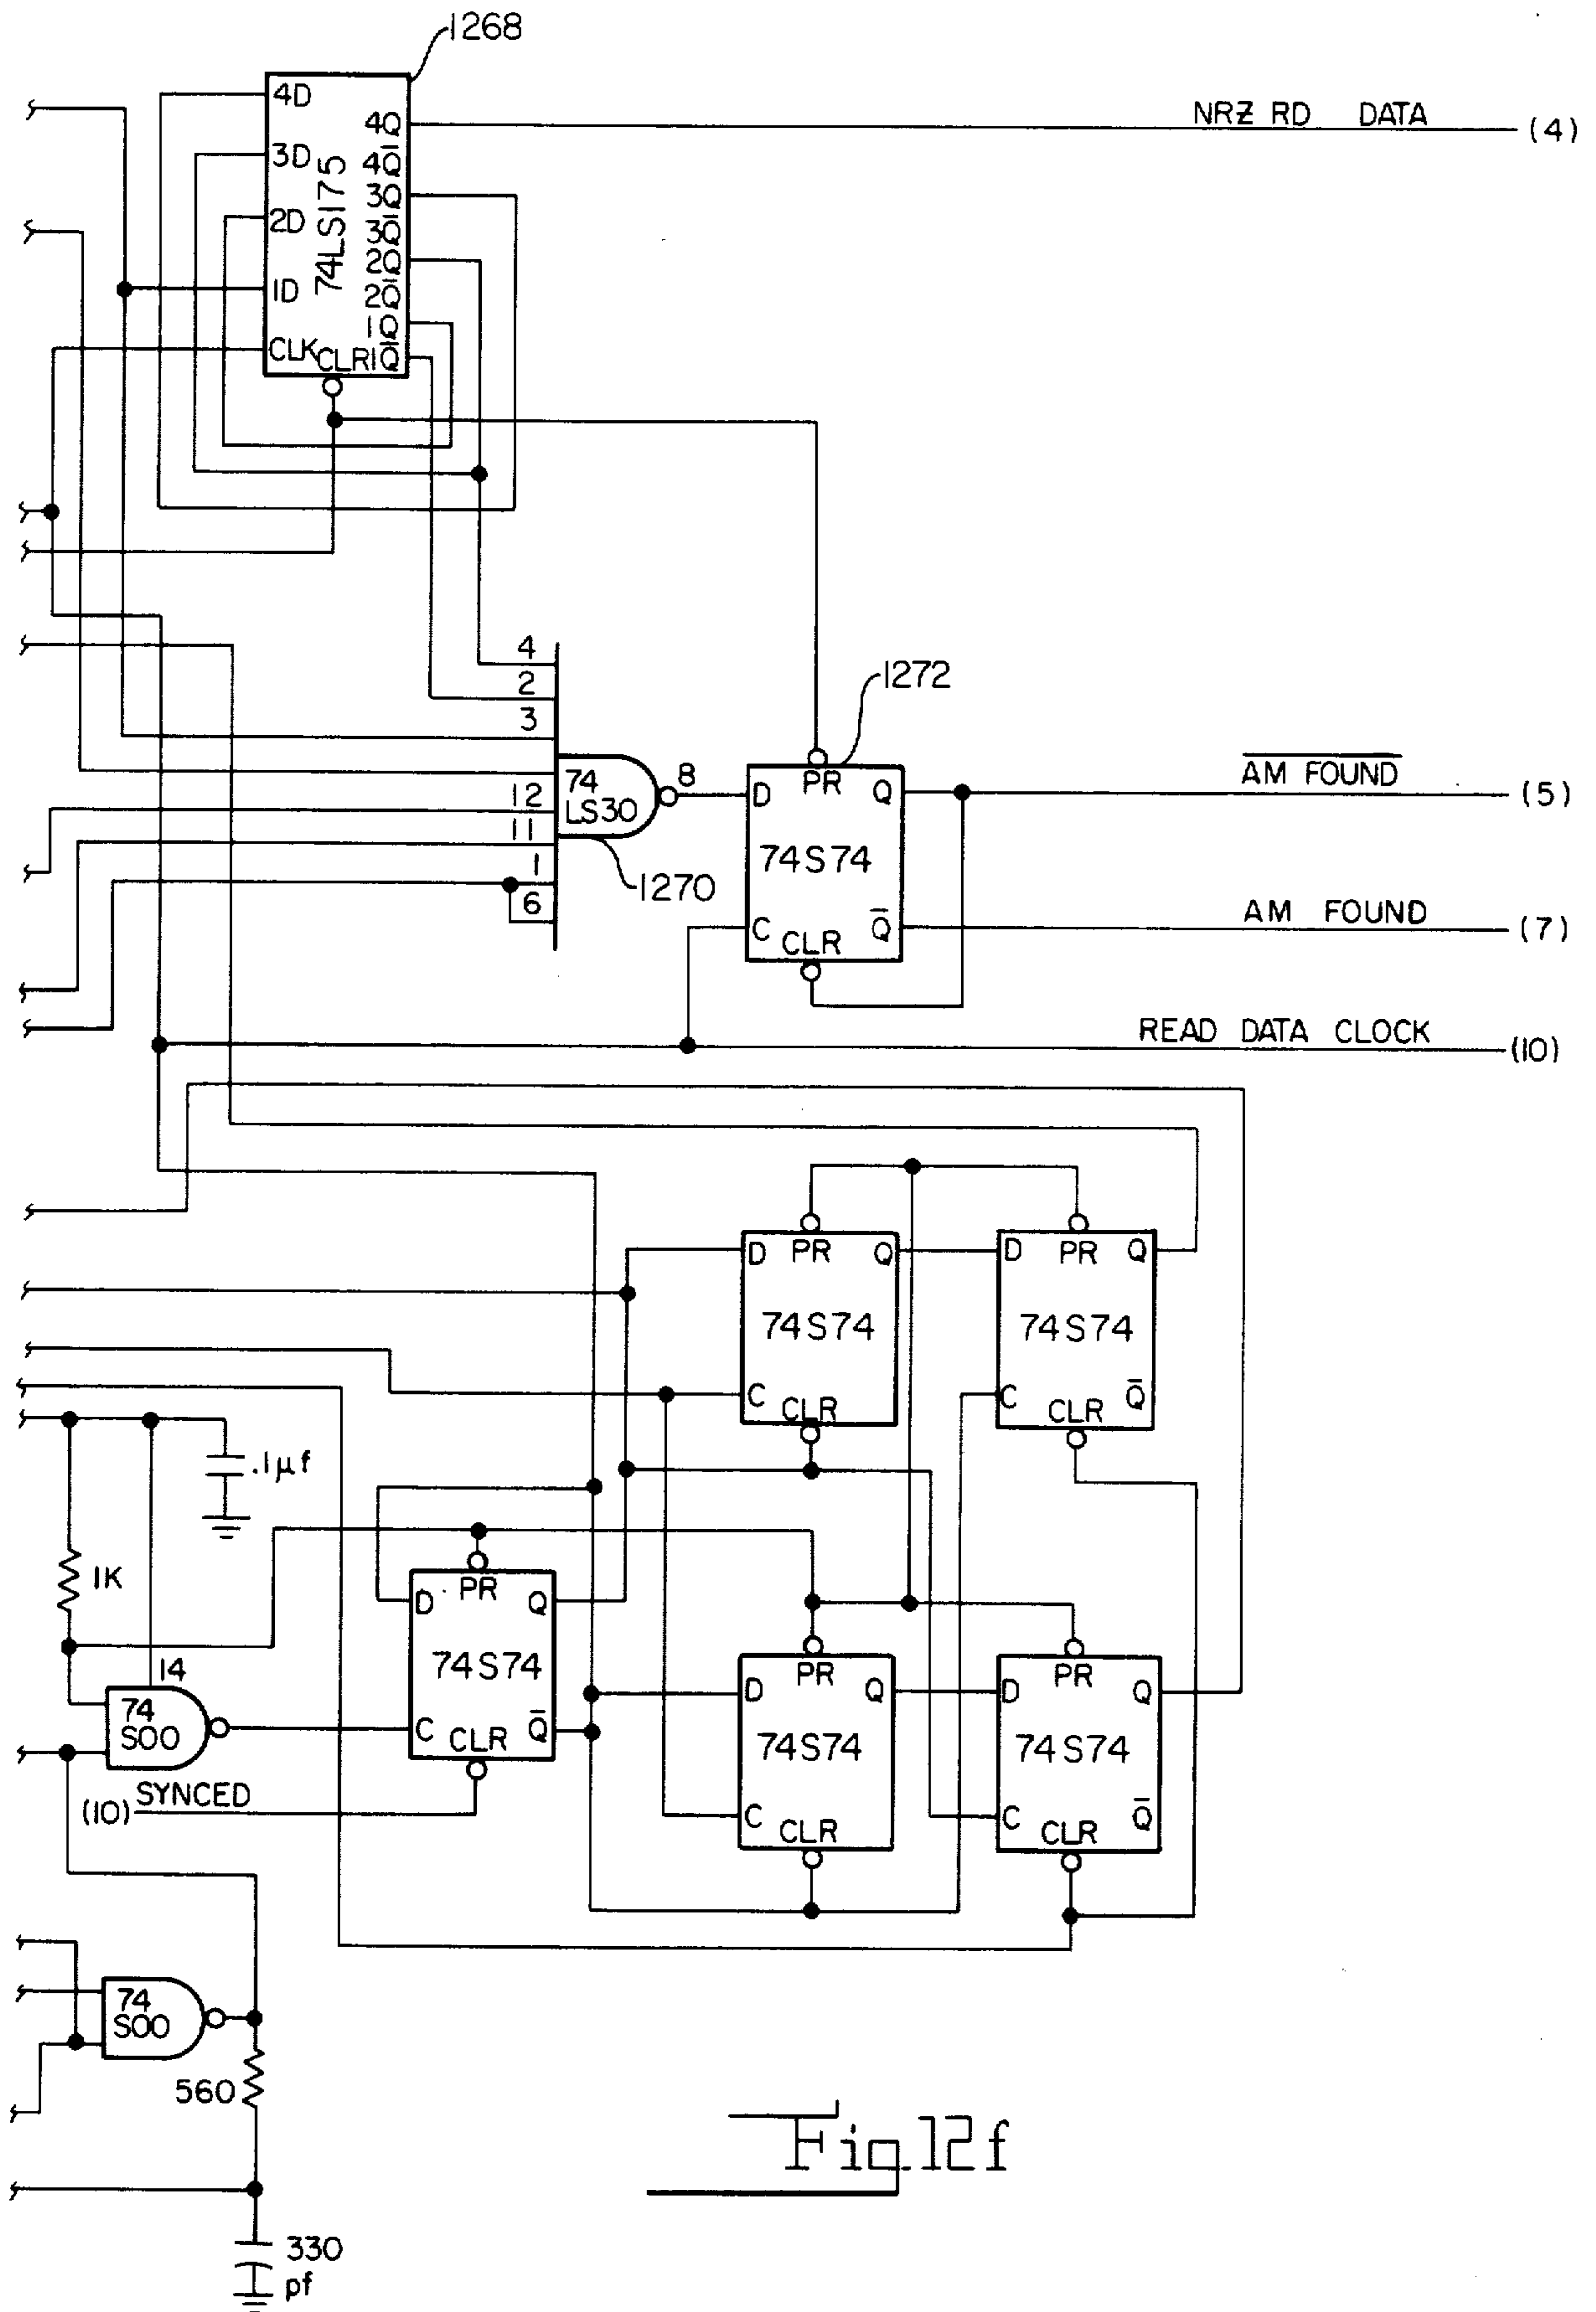 1268
4D
4Q
NRZ RD DATA
(4)
3D
4Q̅
74LS175
3Q
2D
3Q̅
2Q
1D
2Q̅
1Q
CLK
CLR
1Q̅
4
2
1272
3
8
74
LS30
12
11
1
6
1270
D
PR
Q
74S74
C
CLR
Q̅
A̅M̅ F̅O̅U̅N̅D̅
(5)
AM FOUND
(7)
READ DATA CLOCK
(10)
D
PR
Q
74S74
C
CLR
D
PR
Q
74S74
C
CLR
Q̅
.1µf
1K
D
PR
Q
74S74
C
CLR
Q̅
14
74
S00
D
PR
Q
74S74
C
CLR
D
PR
Q
74S74
C
CLR
Q̅
(10) SYNCED
74
S00
560
330
pf
Fig.12f